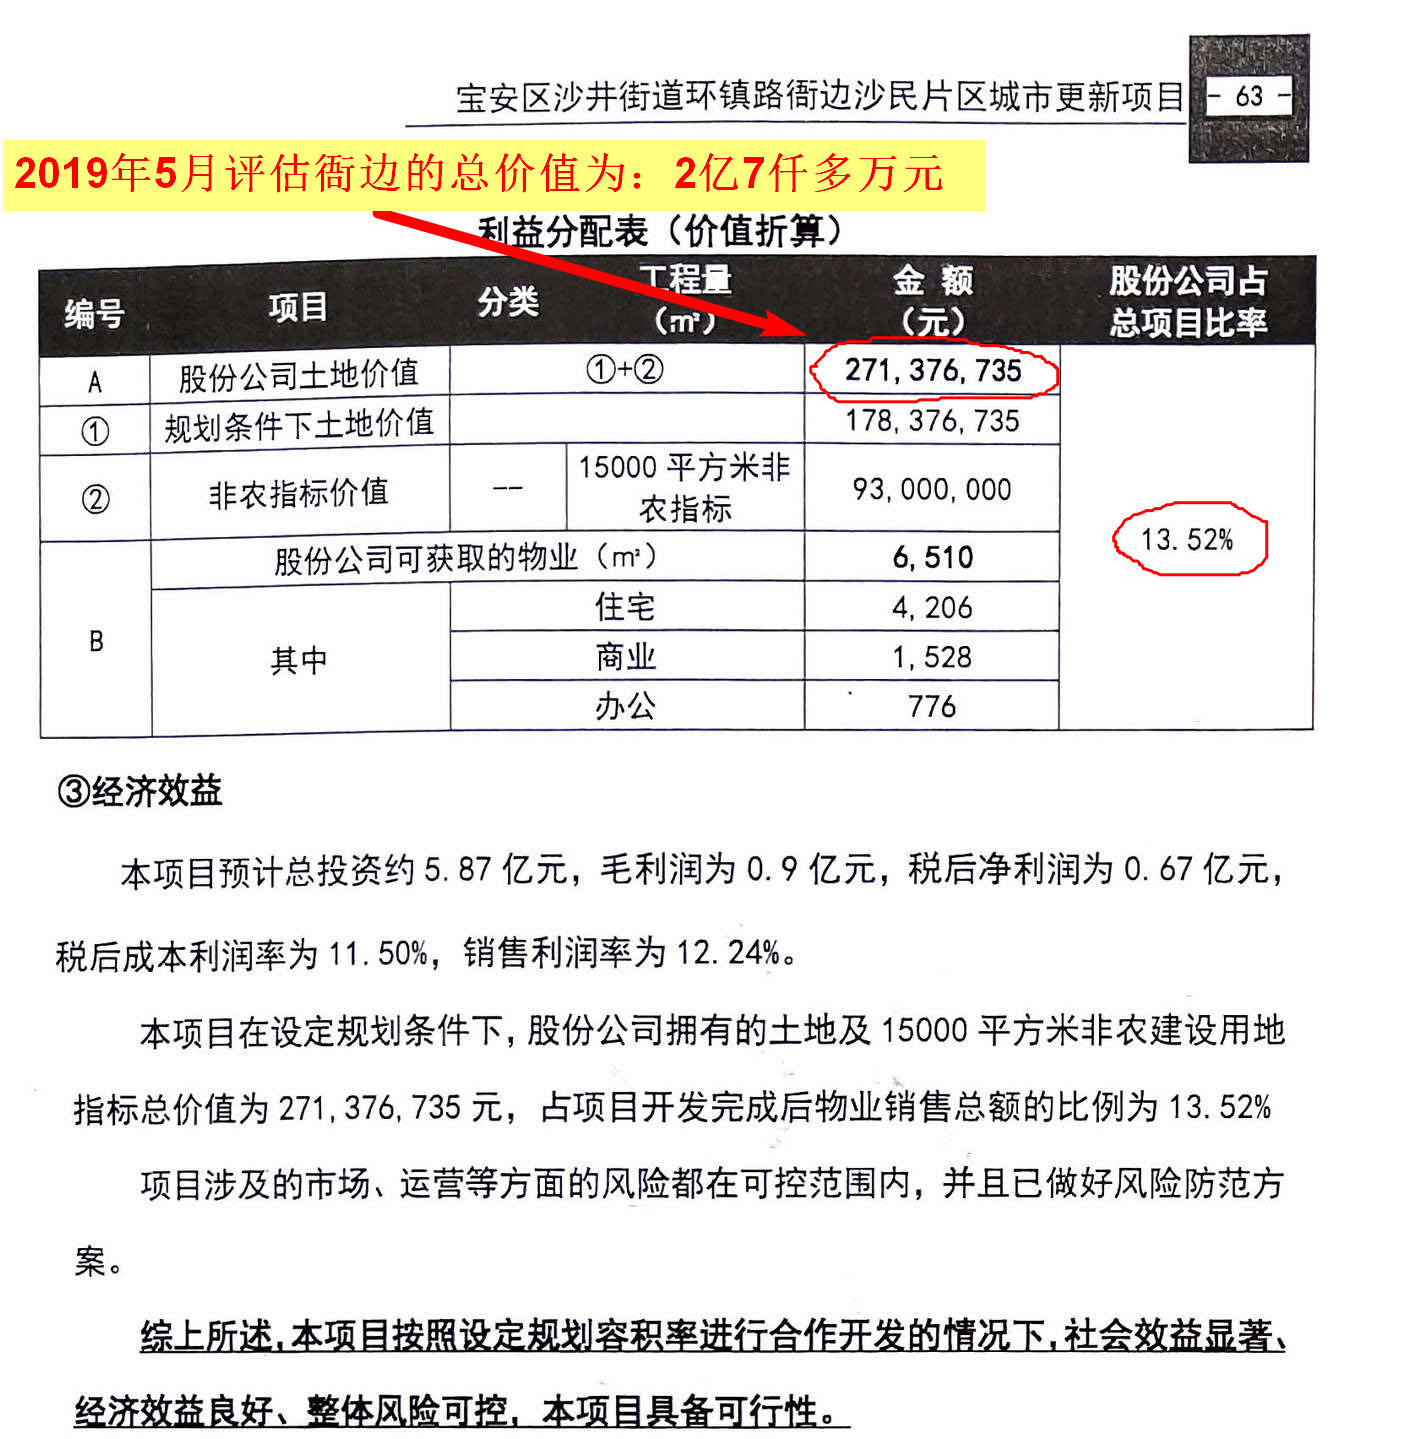 宝安区沙井街道环镇路衙边沙民片区城市更新项目
- 63 -
2019年5月评估衙边的总价值为：2亿7仟多万元
利益分配表（价值折算）
编号 项目 分类 工程量（㎡） 金 额（元） 股份公司占总项目比率
A 股份公司土地价值 ①+② 271,376,735 13.52%
① 规划条件下土地价值 178,376,735
② 非农指标价值 -- 15000 平方米非农指标 93,000,000
B 股份公司可获取的物业（㎡） 6,510
其中 住宅 4,206
商业 1,528
办公 776
③经济效益
本项目预计总投资约 5.87 亿元，毛利润为 0.9 亿元，税后净利润为 0.67 亿元，
税后成本利润率为 11.50%，销售利润率为 12.24%。
本项目在设定规划条件下，股份公司拥有的土地及 15000 平方米非农建设用地
指标总价值为 271,376,735 元，占项目开发完成后物业销售总额的比例为 13.52%
项目涉及的市场、运营等方面的风险都在可控范围内，并且已做好风险防范方
案。
综上所述，本项目按照设定规划容积率进行合作开发的情况下，社会效益显著、
经济效益良好、整体风险可控，本项目具备可行性。